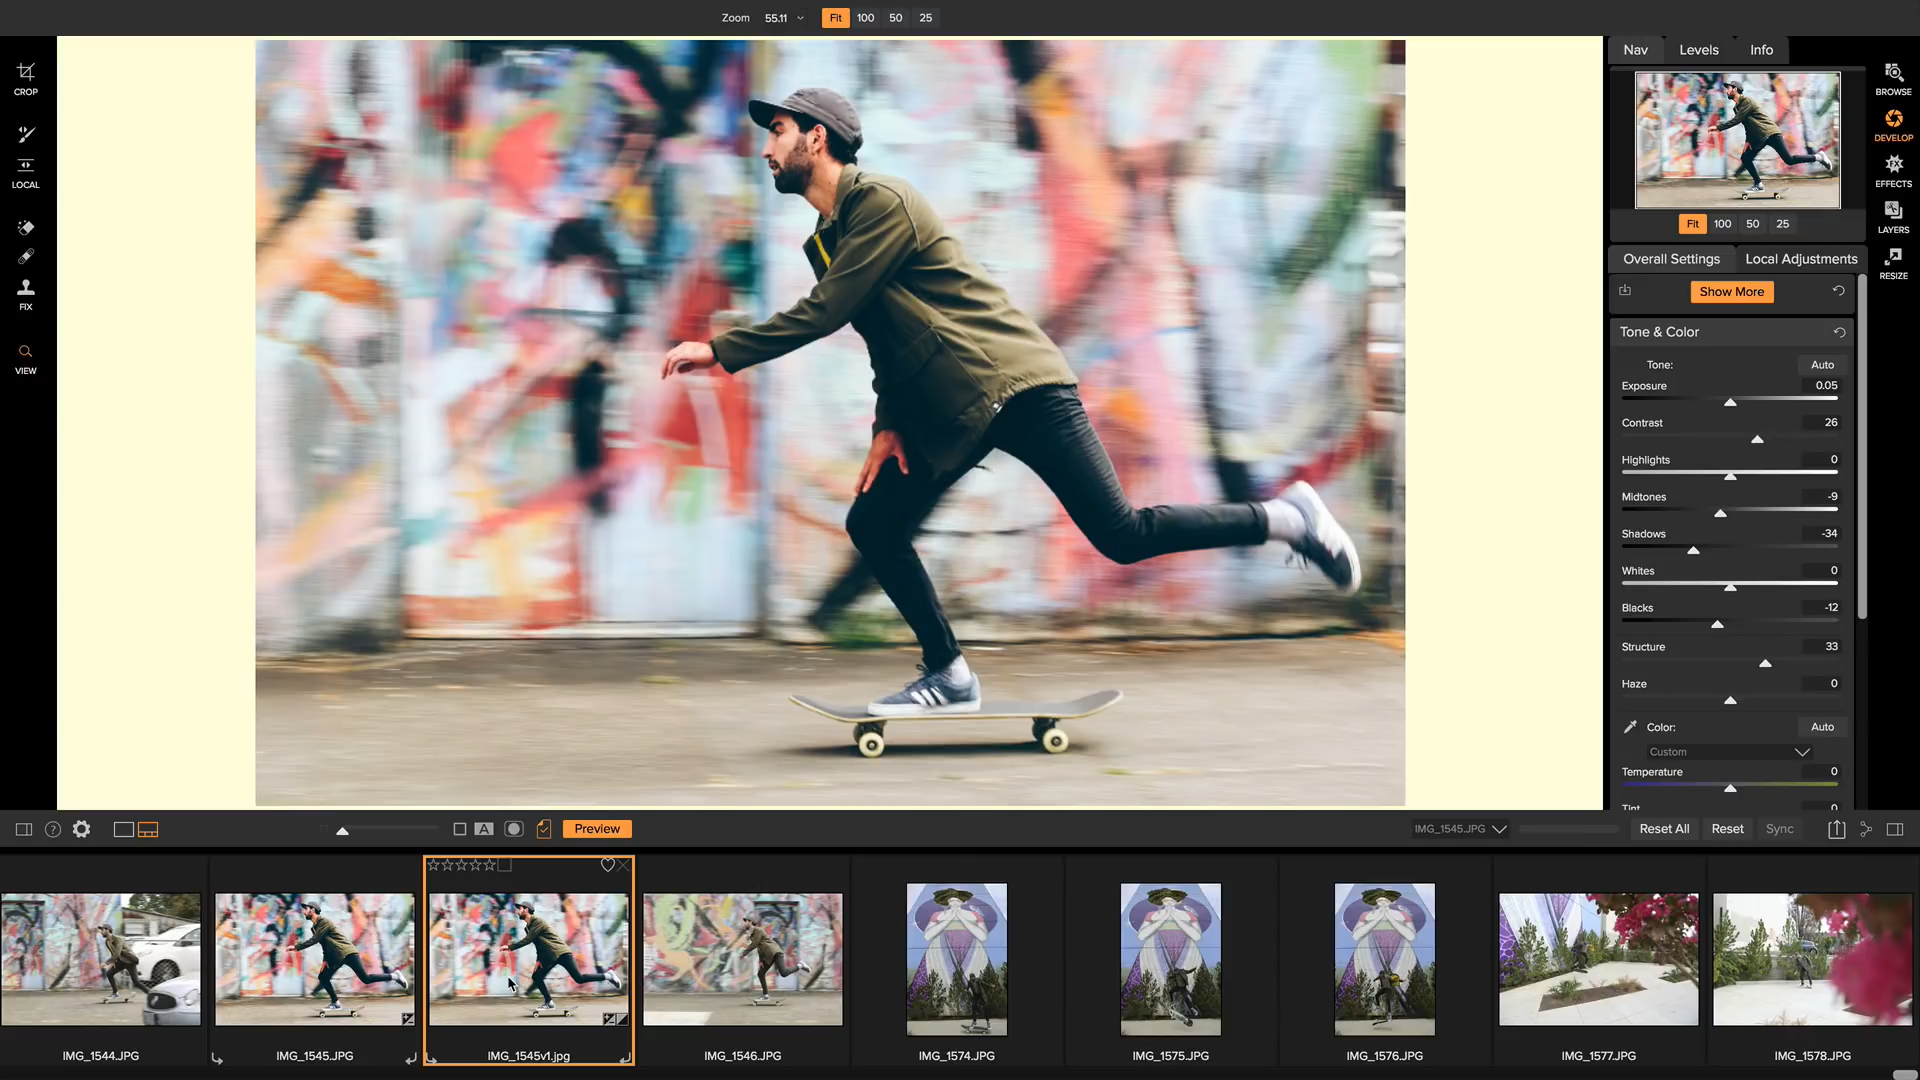 Zoom 55.11 Fit 100 50 25
CROP
LOCAL
FIX
VIEW
Nav Levels Info
Fit 100 50 25
BROWSE
DEVELOP
EFFECTS
LAYERS
RESIZE
Overall Settings Local Adjustments
Show More
Tone & Color
Tone: Auto
Exposure 0.05
Contrast 26
Highlights 0
Midtones -9
Shadows -34
Whites 0
Blacks -12
Structure 33
Haze 0
Color: Auto
Custom
Temperature 0
Tint 0
? A Preview IMG_1545.JPG Reset All Reset Sync
IMG_1544.JPG IMG_1545.JPG IMG_1545v1.jpg IMG_1546.JPG IMG_1574.JPG IMG_1575.JPG IMG_1576.JPG IMG_1577.JPG IMG_1578.JPG